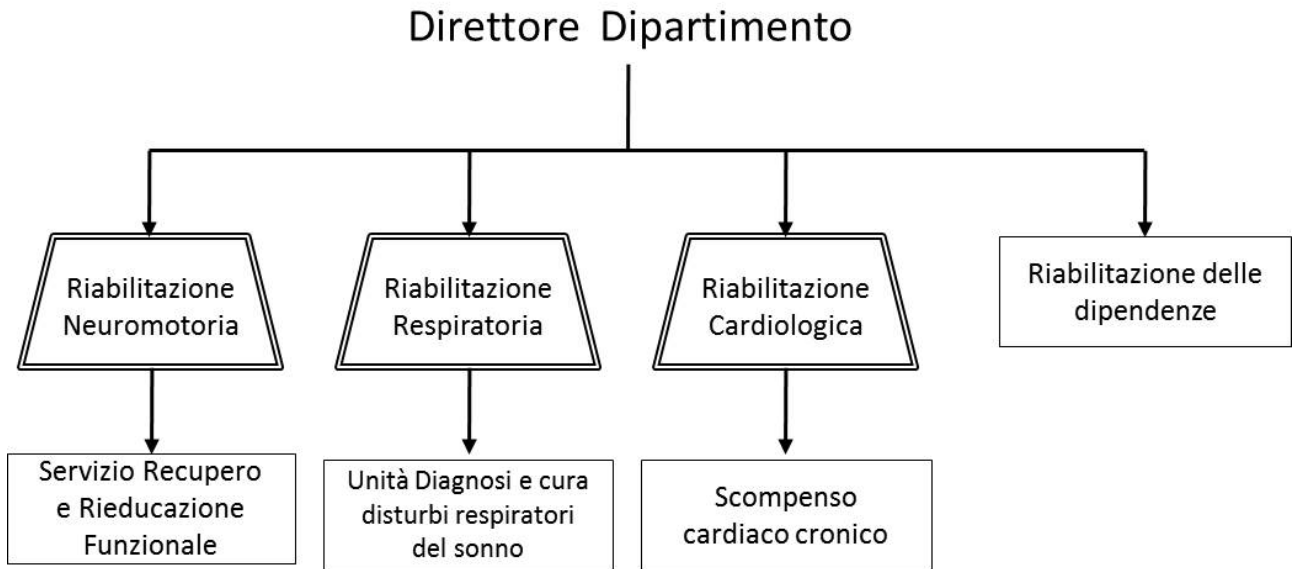 Direttore Dipartimento
Riabilitazione
Neuromotoria
Riabilitazione
Respiratoria
Riabilitazione
Cardiologica
Riabilitazione delle
dipendenze
Servizio Recupero
e Rieducazione
Funzionale
Unità Diagnosi e cura
disturbi respiratori
del sonno
Scompenso
cardiaco cronico